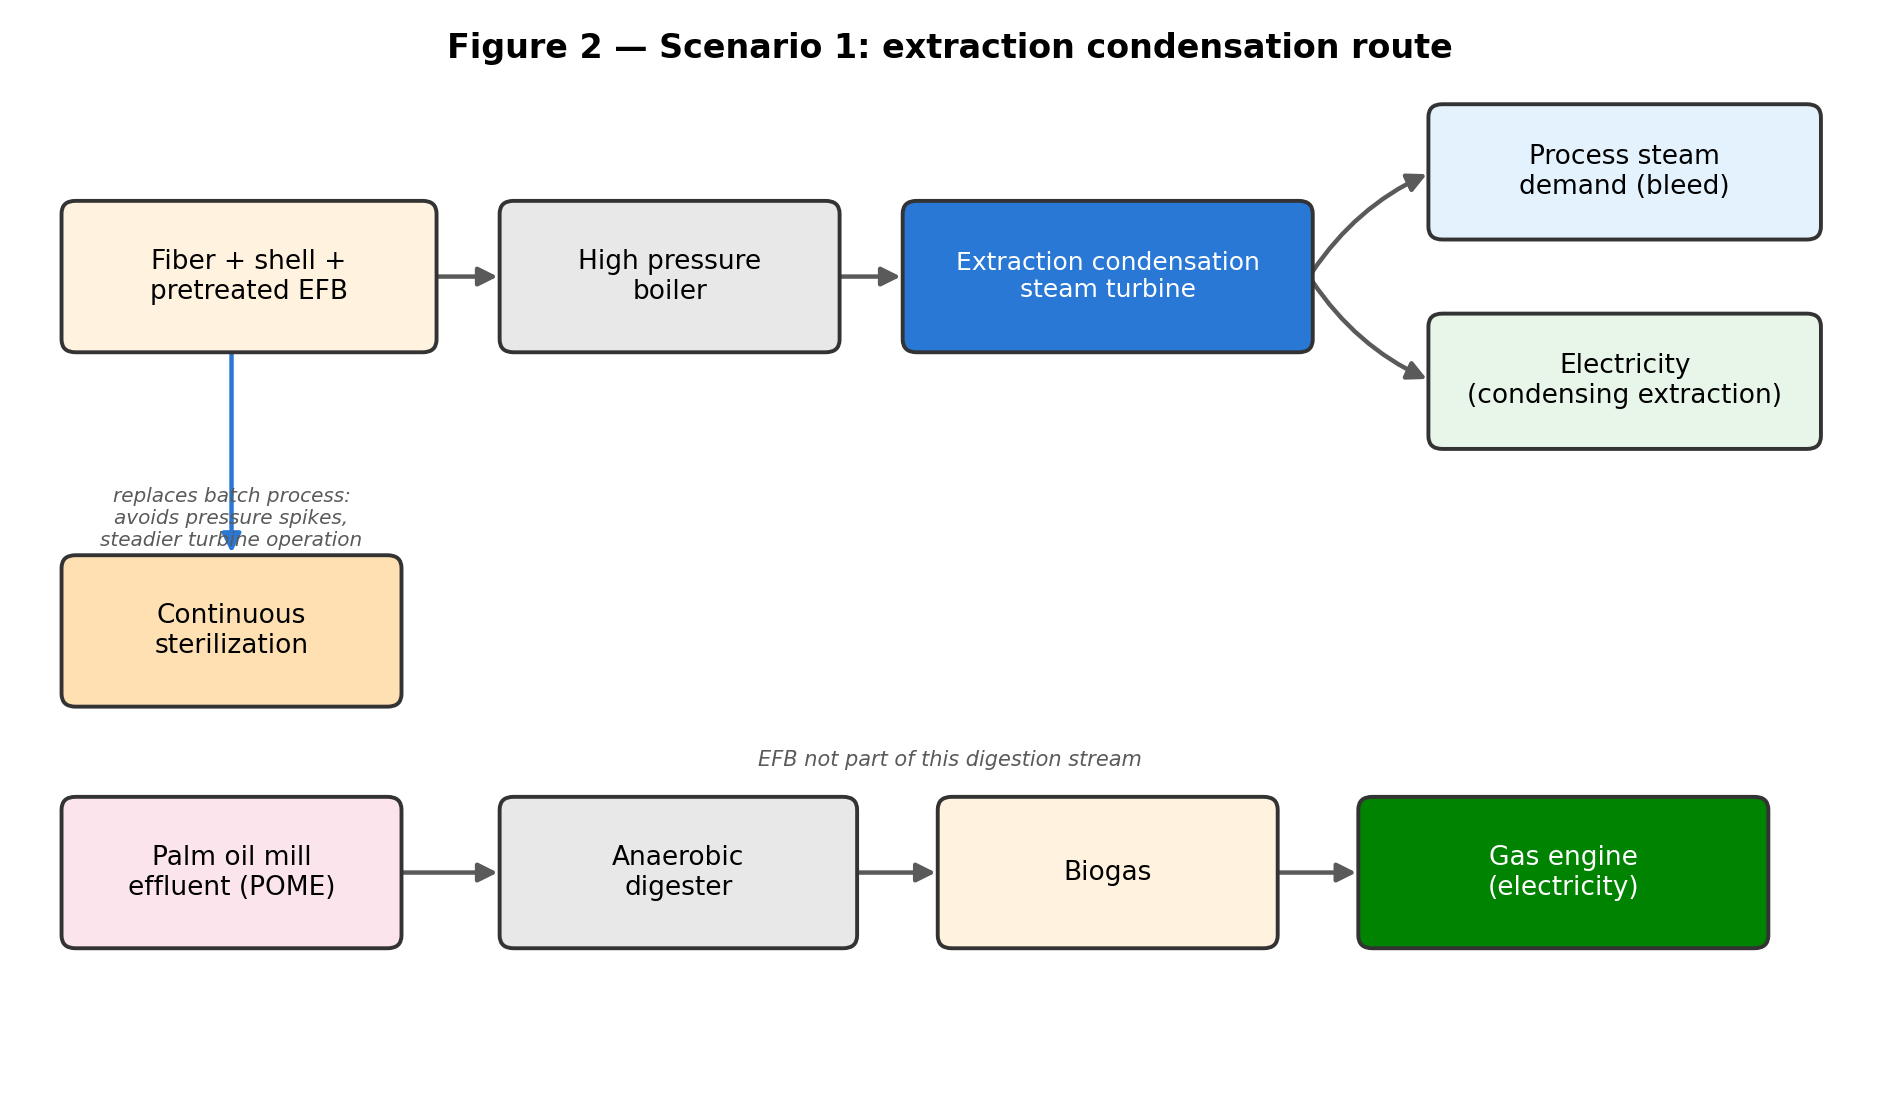 Figure 2 — Scenario 1: extraction condensation route
Fiber + shell +
pretreated EFB
High pressure
boiler
Extraction condensation
steam turbine
Process steam
demand (bleed)
Electricity
(condensing extraction)
replaces batch process:
avoids pressure spikes,
steadier turbine operation
Continuous
sterilization
EFB not part of this digestion stream
Palm oil mill
effluent (POME)
Anaerobic
digester
Biogas
Gas engine
(electricity)